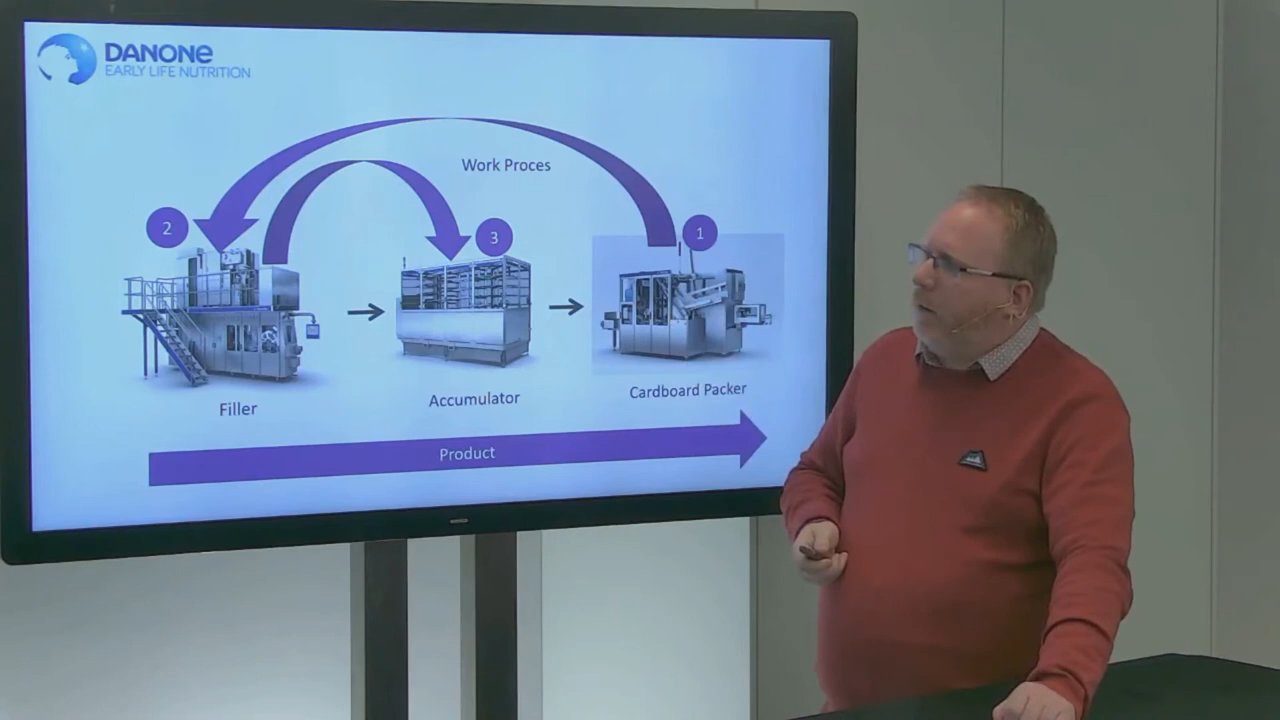 DANONE
EARLY LIFE NUTRITION
Work Proces
2
3
1
Filler
Accumulator
Cardboard Packer
Product